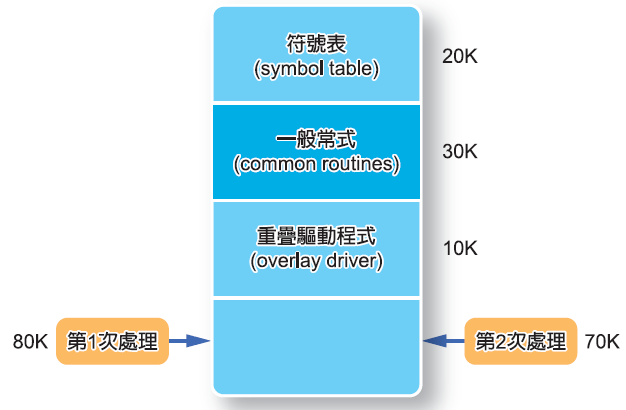 符號表
(symbol table)
20K
一般常式
(common routines)
30K
重疊驅動程式
(overlay driver)
10K
80K
第1次處理
第2次處理
70K